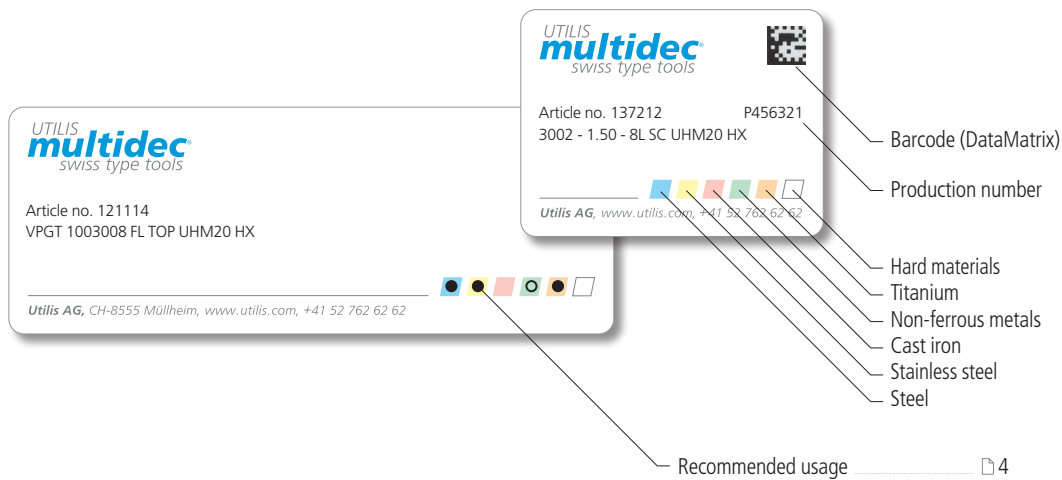 UTILIS
multidec®
swiss type tools
Article no. 137212 P456321
3002 - 1.50 - 8L SC UHM20 HX
Utilis AG, www.utilis.com, +41 52 762 62 62
UTILIS
multidec®
swiss type tools
Article no. 121114
VPGT 1003008 FL TOP UHM20 HX
Utilis AG, CH-8555 Müllheim, www.utilis.com, +41 52 762 62 62
Barcode (DataMatrix)
Production number
Hard materials
Titanium
Non-ferrous metals
Cast iron
Stainless steel
Steel
Recommended usage 4